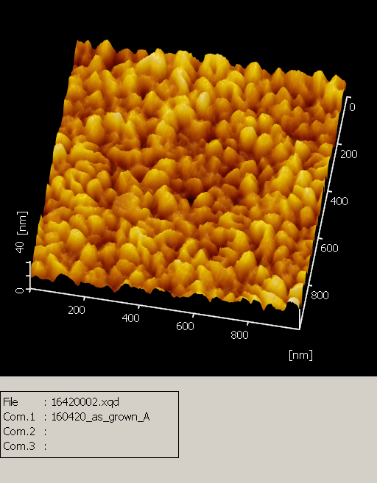 0
200
400
600
800
[nm]
40
0
200
400
600
800
[nm]
File : 16420002.xqd
Com.1 : 160420_as_grown_A
Com.2 :
Com.3 :